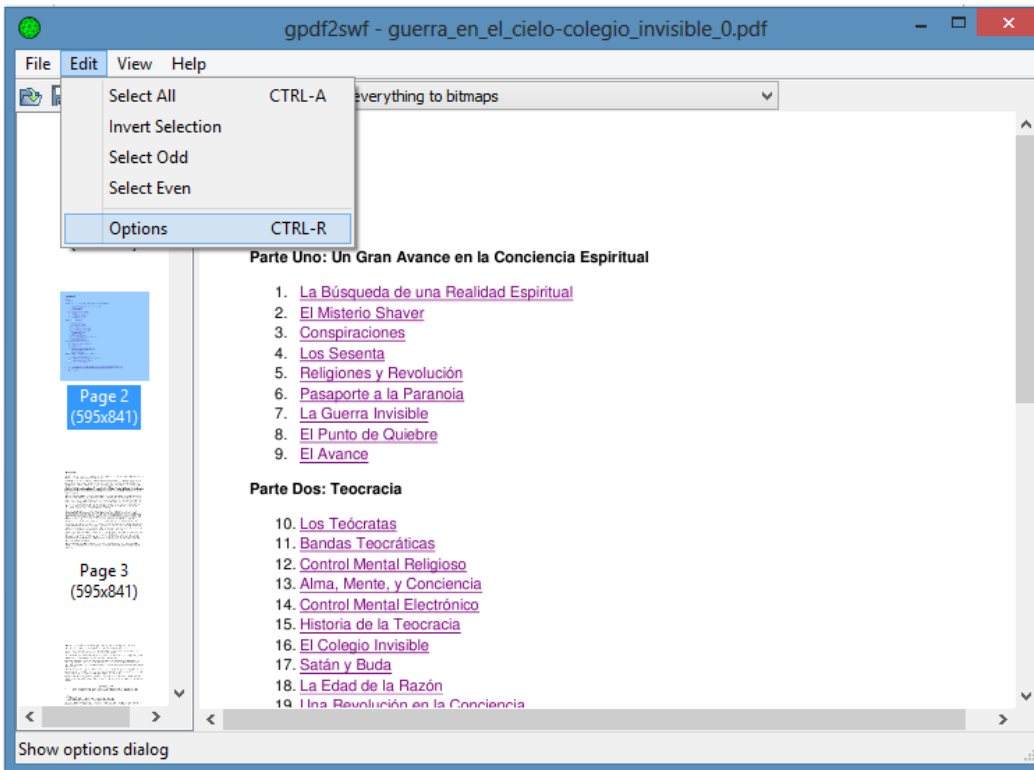 gpdf2swf - guerra_en_el_cielo-colegio_invisible_0.pdf
File Edit View Help
everything to bitmaps
Select All CTRL-A
Invert Selection
Select Odd
Select Even
Options CTRL-R
Page 2
(595x841)
Page 3
(595x841)
Parte Uno: Un Gran Avance en la Conciencia Espiritual
1. La Búsqueda de una Realidad Espiritual
2. El Misterio Shaver
3. Conspiraciones
4. Los Sesenta
5. Religiones y Revolución
6. Pasaporte a la Paranoia
7. La Guerra Invisible
8. El Punto de Quiebre
9. El Avance
Parte Dos: Teocracia
10. Los Teócratas
11. Bandas Teocráticas
12. Control Mental Religioso
13. Alma, Mente, y Conciencia
14. Control Mental Electrónico
15. Historia de la Teocracia
16. El Colegio Invisible
17. Satán y Buda
18. La Edad de la Razón
19. Una Revolución en la Conciencia
Show options dialog